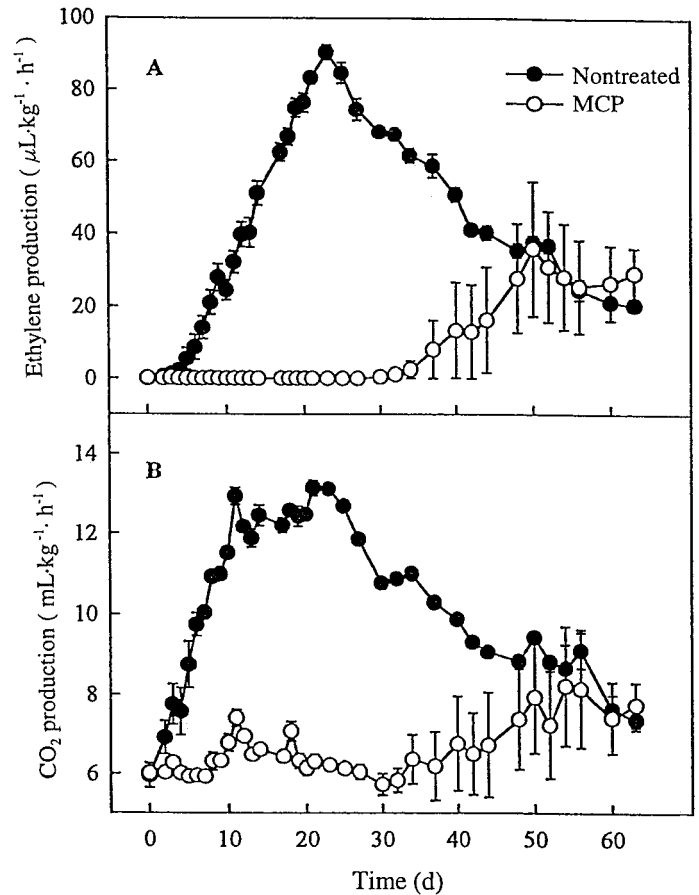 100
80
60
40
20
0
Ethylene production ( μL·kg⁻¹ · h⁻¹)
A
Nontreated
MCP
14
12
10
8
6
CO₂ production ( mL·kg⁻¹· h⁻¹)
B
0 10 20 30 40 50 60
Time (d)